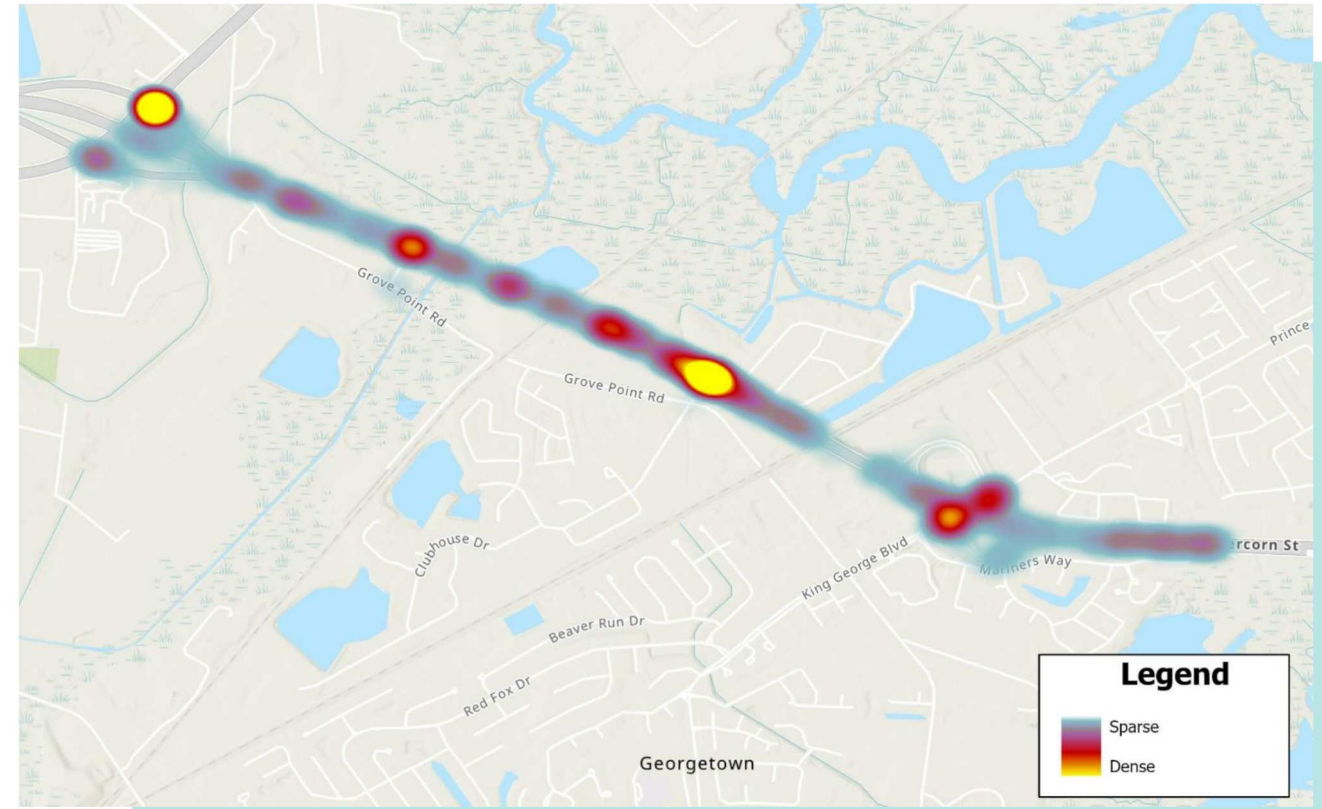 Grove Point Rd
Prince
Grove Point Rd
ercorn St
Clubhouse Dr
King George Blvd
Mariners Way
Beaver Run Dr
Red Fox Dr
Georgetown
Legend
Sparse
Dense